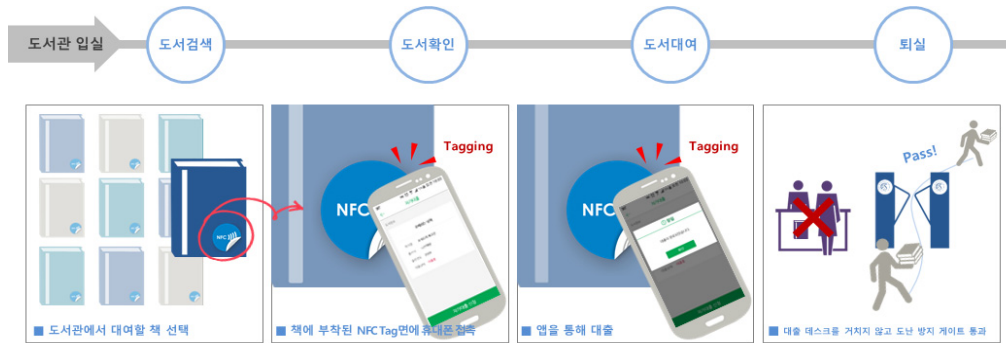 도서관 입실
도서검색
도서확인
도서대여
퇴실
NFC
■ 도서관에서 대여할 책 선택
Tagging
NFC
■ 책에 부착된 NFC Tag면에 휴대폰 접촉
Tagging
NFC
■ 앱을 통해 대출
Pass!
■ 대출 데스크를 거치지 않고 도난 방지 게이트 통과